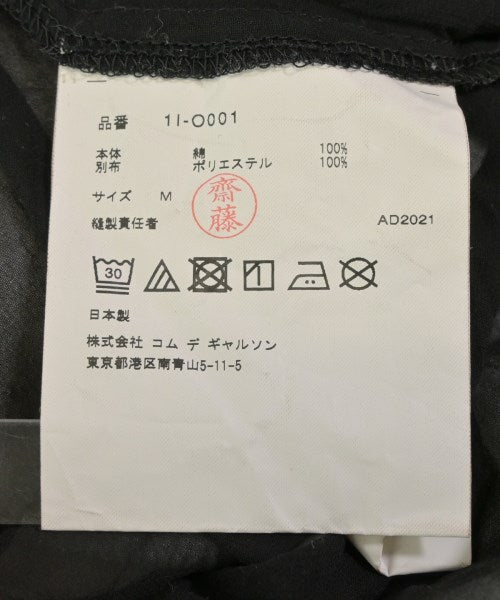 品番 1I-O001
本体 綿 100%
別布 ポリエステル 100%
サイズ M
齋藤
縫製責任者 AD2021
30
日本製
株式会社 コム デ ギャルソン
東京都港区南青山5-11-5